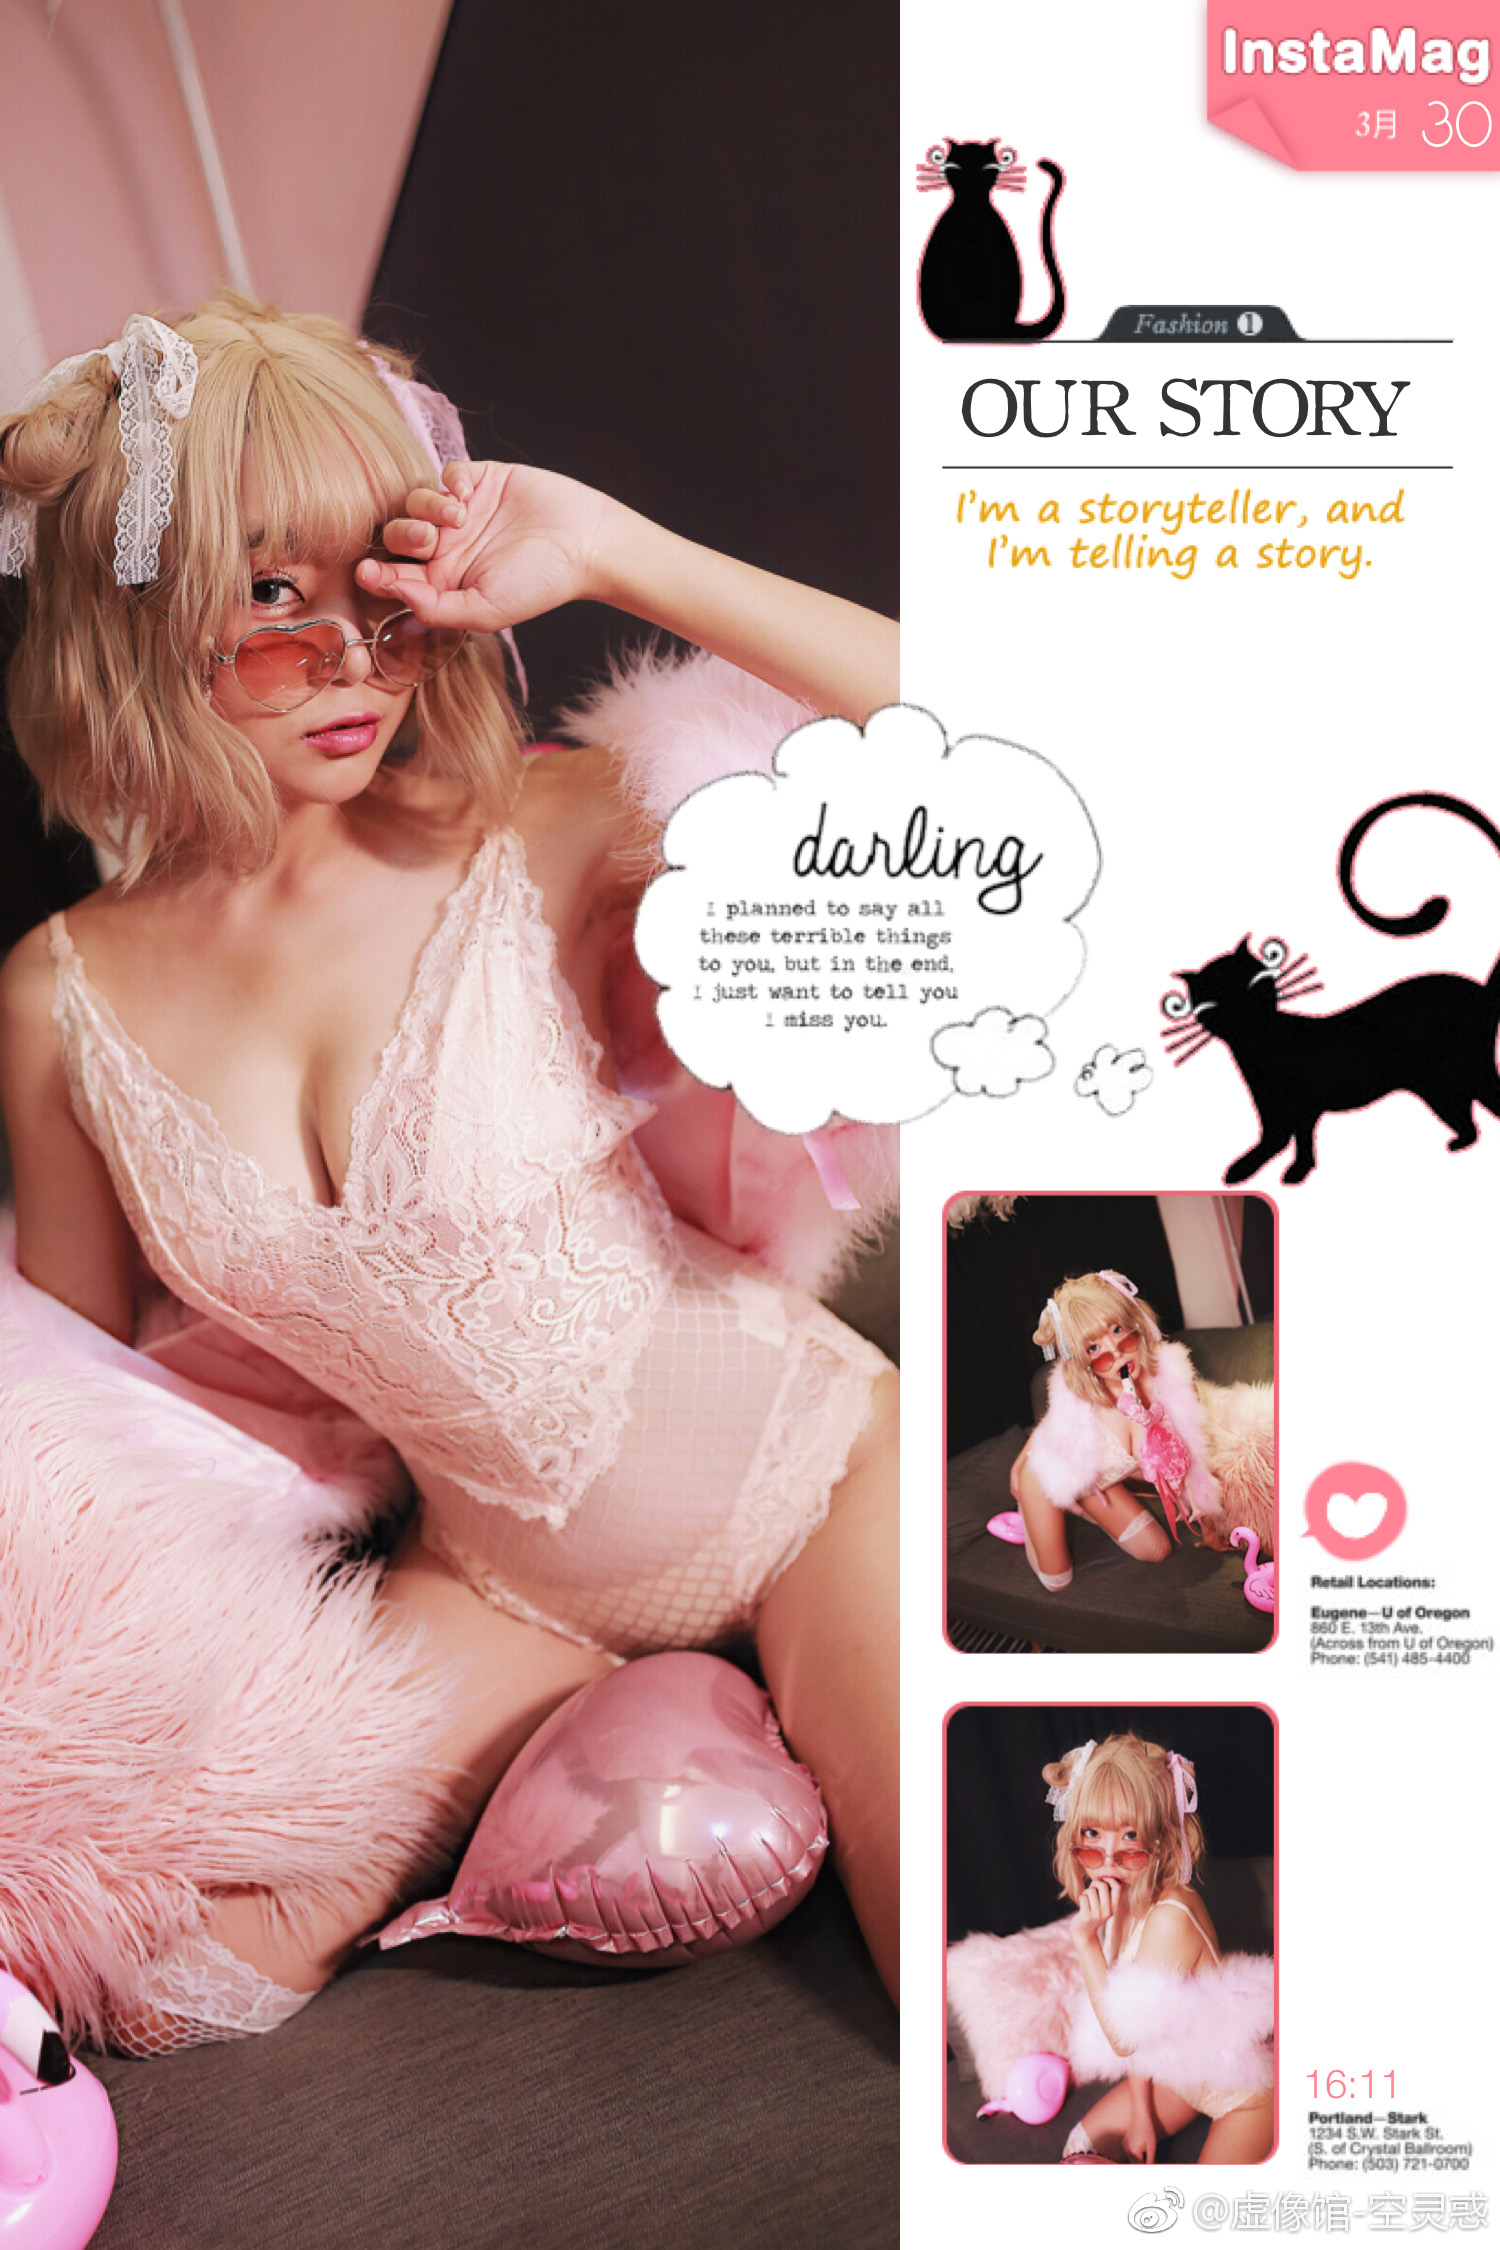 InstaMag
3月 30
Fashion 1
OUR STORY
I'm a storyteller, and
I'm telling a story.
darling
I planned to say all
these terrible things
to you, but in the end,
I just want to tell you
I miss you.
Retail Locations:
Eugene—U of Oregon
860 E. 13th Ave.
(Across from U of Oregon)
Phone: (541) 485-4400
16:11
Portland—Stark
1234 S.W. Stark St.
(S. of Crystal Ballroom)
Phone: (503) 721-0700
@虚像馆-空灵惑